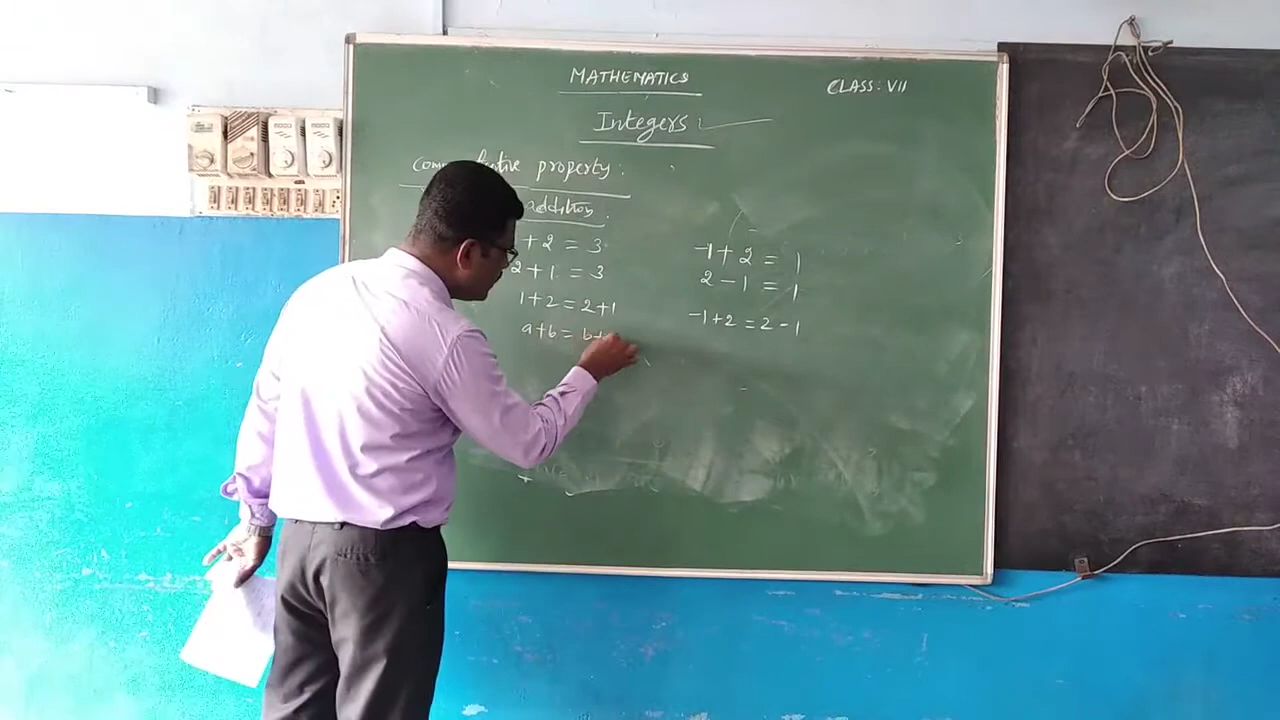 MATHEMATICS
CLASS: VII
Integers:
property:
addition:
+ 2 = 3
2 + 1 = 3
1 + 2 = 2 + 1
a + b = b +
-1 + 2 = 1
2 - 1 = 1
-1 + 2 = 2 - 1